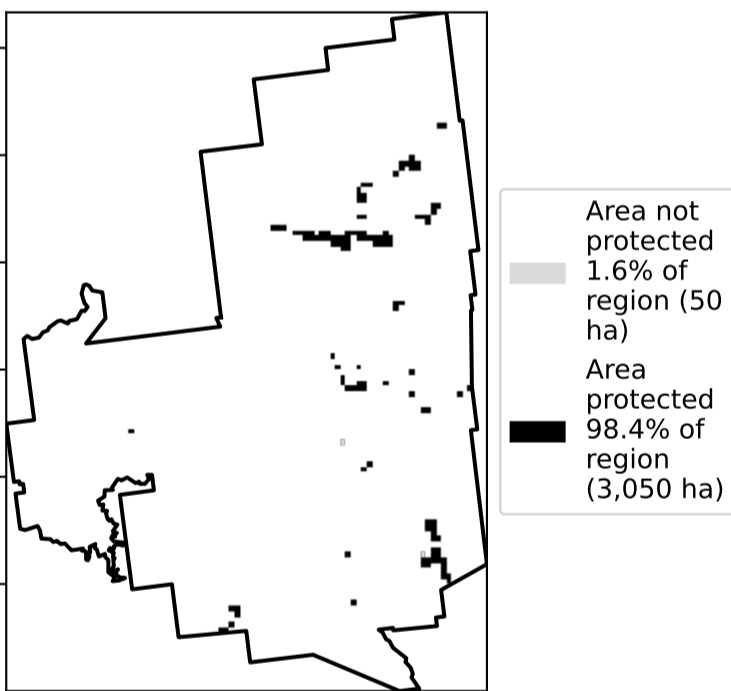 Area not
protected
1.6% of
region (50
ha)
Area
protected
98.4% of
region
(3,050 ha)